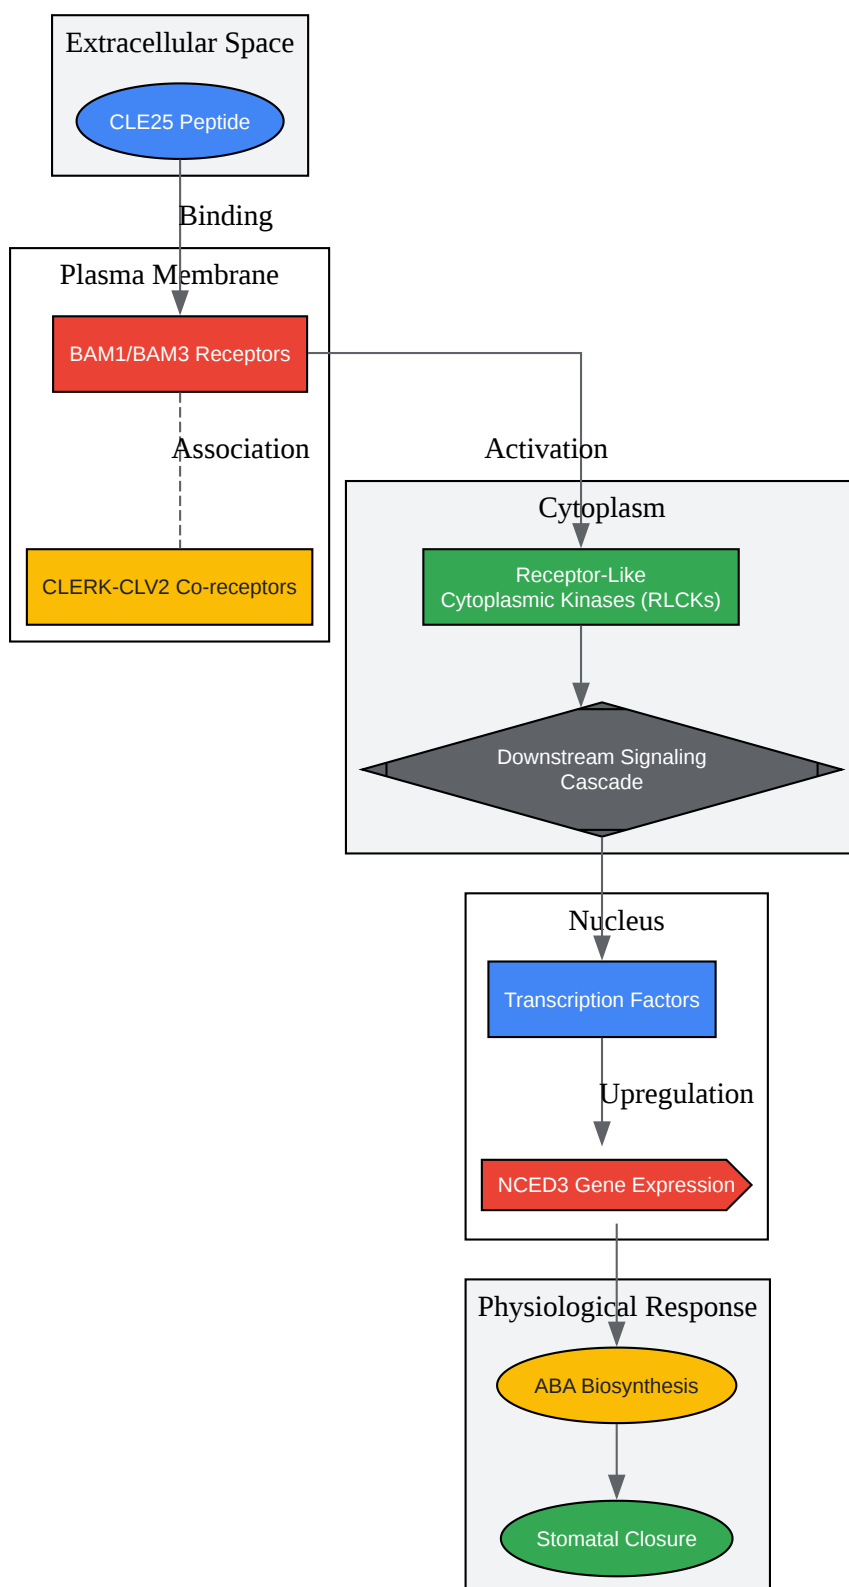 Extracellular Space
CLE25 Peptide
Binding
Plasma Membrane
BAM1/BAM3 Receptors
Association
Activation
CLERK-CLV2 Co-receptors
Cytoplasm
Receptor-Like
Cytoplasmic Kinases (RLCKs)
Downstream Signaling
Cascade
Nucleus
Transcription Factors
Upregulation
NCED3 Gene Expression
Physiological Response
ABA Biosynthesis
Stomatal Closure